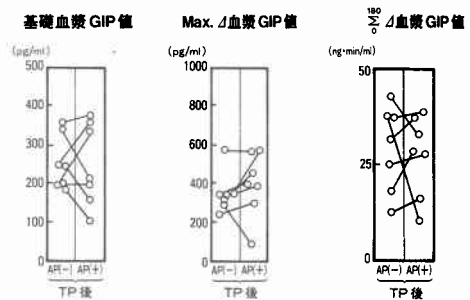 基礎血漿GIP値
(pg/ml)
500
400
300
200
100
0
AP(−) AP(+)
TP後
Max. Δ血漿GIP値
(pg/ml)
1000
800
600
400
200
0
AP(−) AP(+)
TP後
180
Σ Δ血漿GIP値
0
(ng·min/ml)
50
25
0
AP(−) AP(+)
TP後